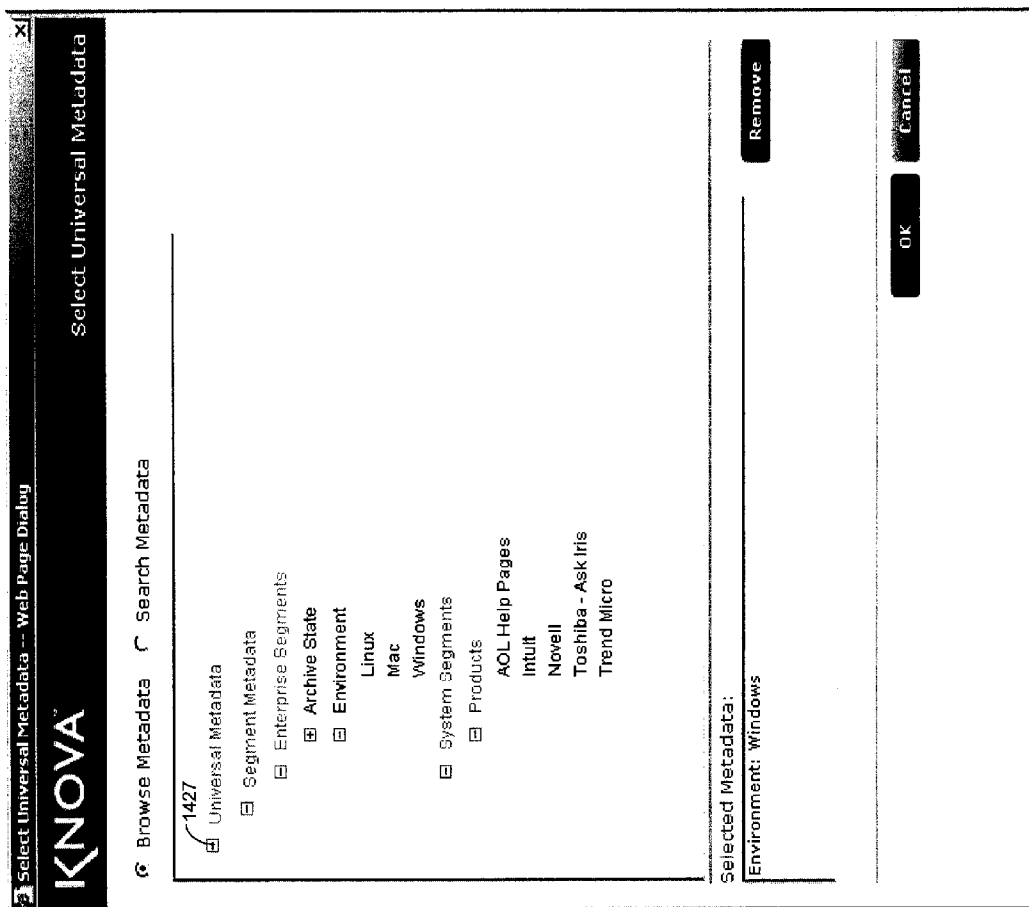 Select Universal Metadata -- Web Page Dialog
KNOVA™
Select Universal Metadata
Browse Metadata Search Metadata
1427
Universal Metadata
Segment Metadata
Enterprise Segments
Archive State
Environment
Linux
Mac
Windows
System Segments
Products
AOL Help Pages
Intuit
Novell
Toshiba - Ask Iris
Trend Micro
Selected Metadata:
Environment: Windows
Remove
OK Cancel